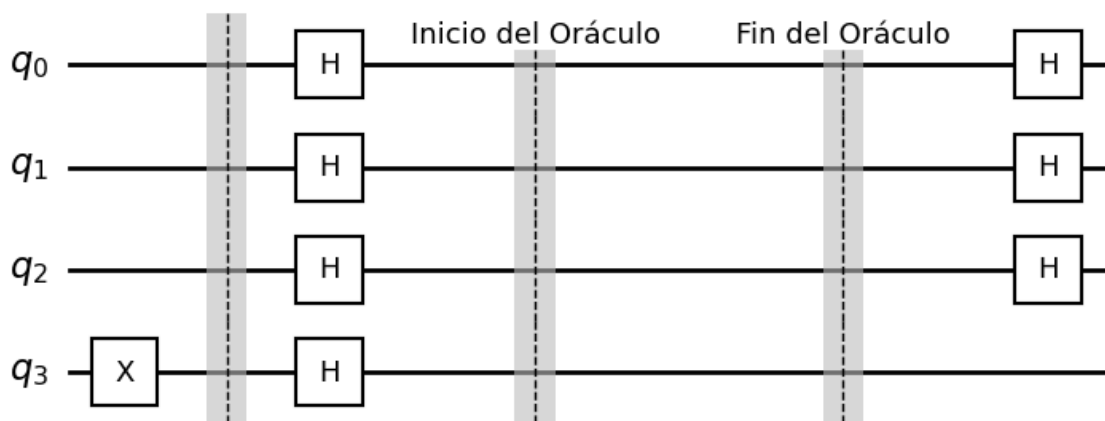 Inicio del Oráculo Fin del Oráculo
q0 H H
q1 H H
q2 H H
q3 X H